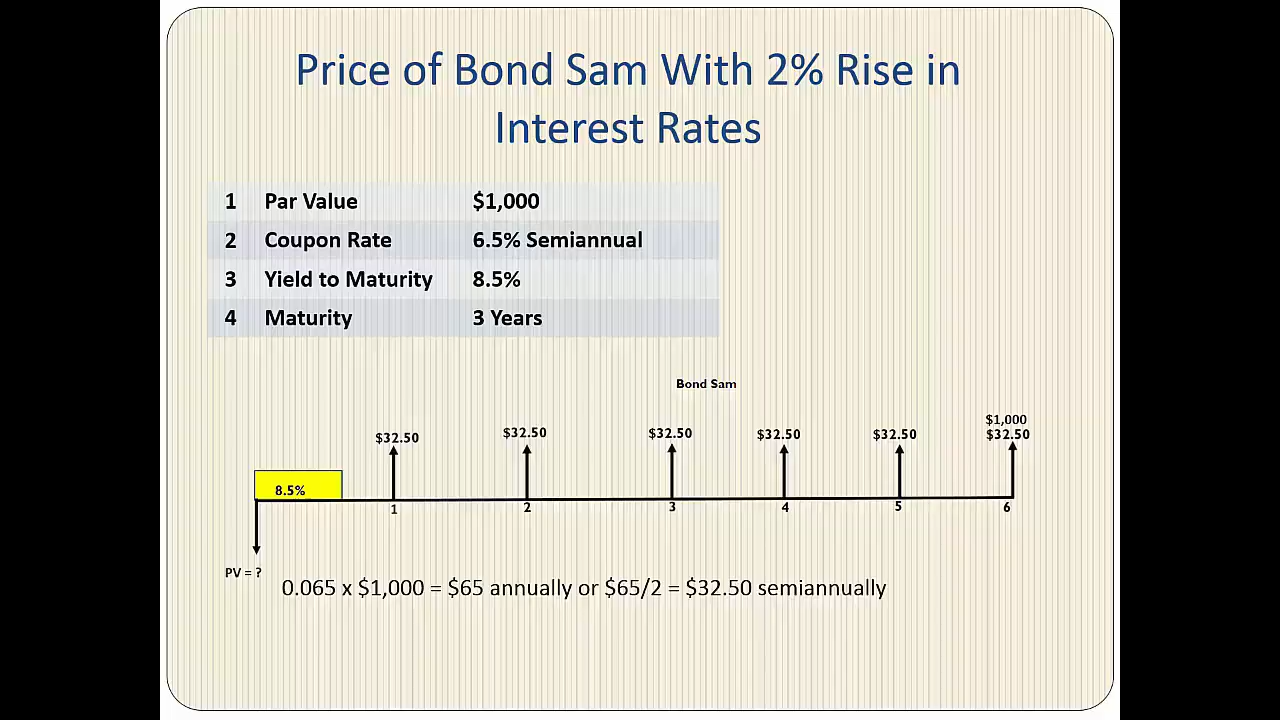 Price of Bond Sam With 2% Rise in
Interest Rates
1 Par Value $1,000
2 Coupon Rate 6.5% Semiannual
3 Yield to Maturity 8.5%
4 Maturity 3 Years
Bond Sam
$1,000
$32.50 $32.50 $32.50 $32.50 $32.50 $32.50
8.5%
1 2 3 4 5 6
PV = ?
0.065 x $1,000 = $65 annually or $65/2 = $32.50 semiannually